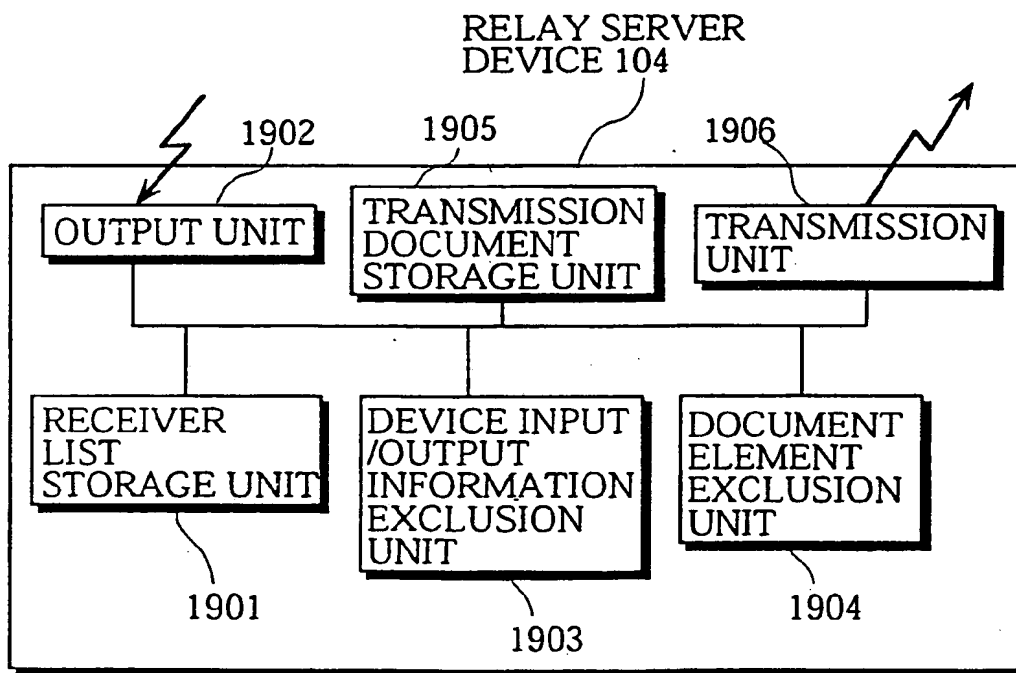 RELAY SERVER
DEVICE 104
1902
1905
1906
OUTPUT UNIT
TRANSMISSION
DOCUMENT
STORAGE UNIT
TRANSMISSION
UNIT
RECEIVER
LIST
STORAGE UNIT
DEVICE INPUT
/OUTPUT
INFORMATION
EXCLUSION
UNIT
DOCUMENT
ELEMENT
EXCLUSION
UNIT
1901
1903
1904